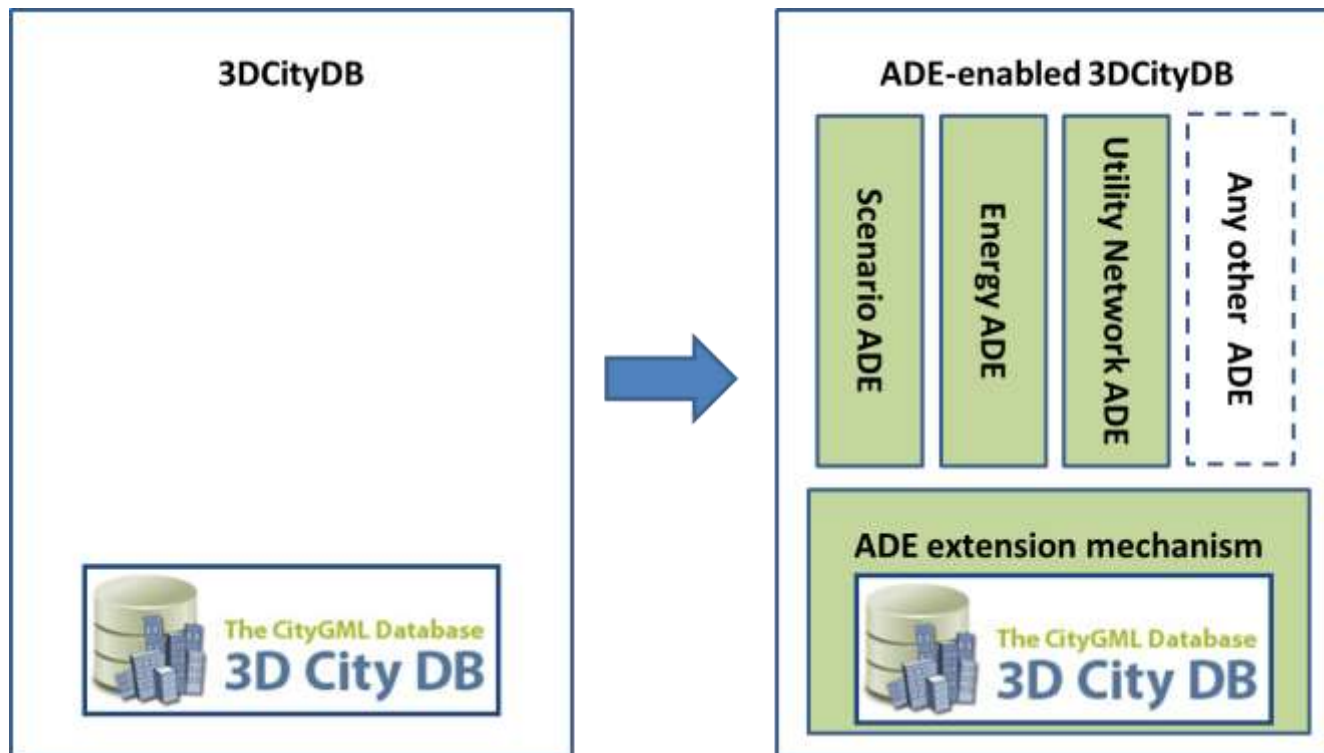 3DCityDB
The CityGML Database
3D City DB
ADE-enabled 3DCityDB
Scenario ADE
Energy ADE
Utility Network ADE
Any other ADE
ADE extension mechanism
The CityGML Database
3D City DB